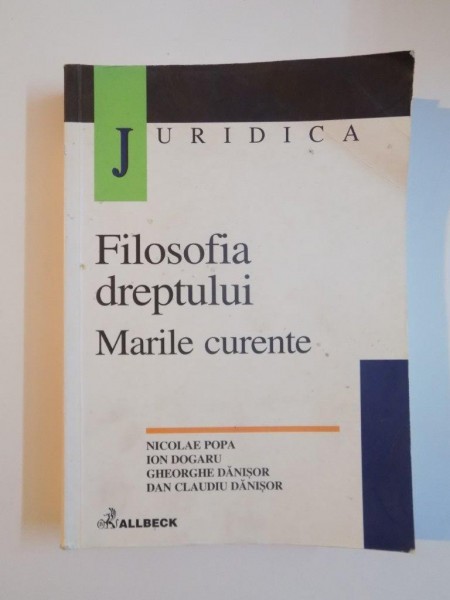 JURIDICA
Filosofia
dreptului
Marile curente
NICOLAE POPA
ION DOGARU
GHEORGHE DĂNIȘOR
DAN CLAUDIU DĂNIȘOR
ALLBECK